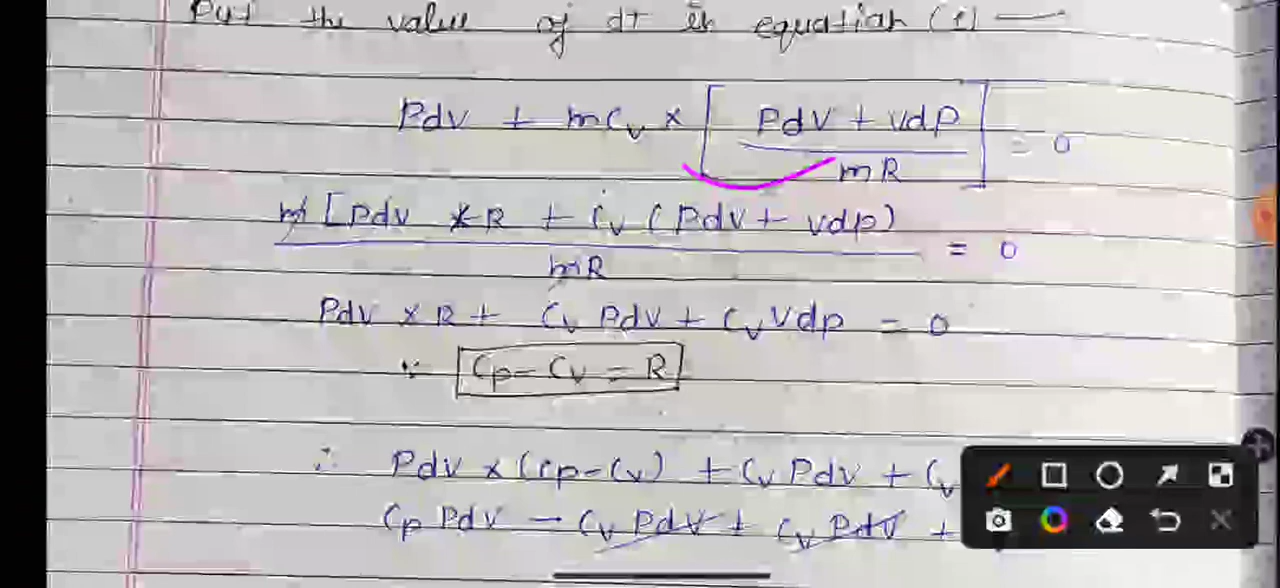 Put the value of dT in equation (1) —
Pdv + mCv × [ Pdv + vdp / mR ] = 0
m [Pdv × R + Cv (Pdv + vdp) / mR = 0
Pdv × R + Cv Pdv + Cv Vdp = 0
∵ Cp - Cv = R
∴ Pdv × (Cp - Cv) + Cv Pdv + Cv
Cp Pdv - Cv Pdv + Cv Pdv +